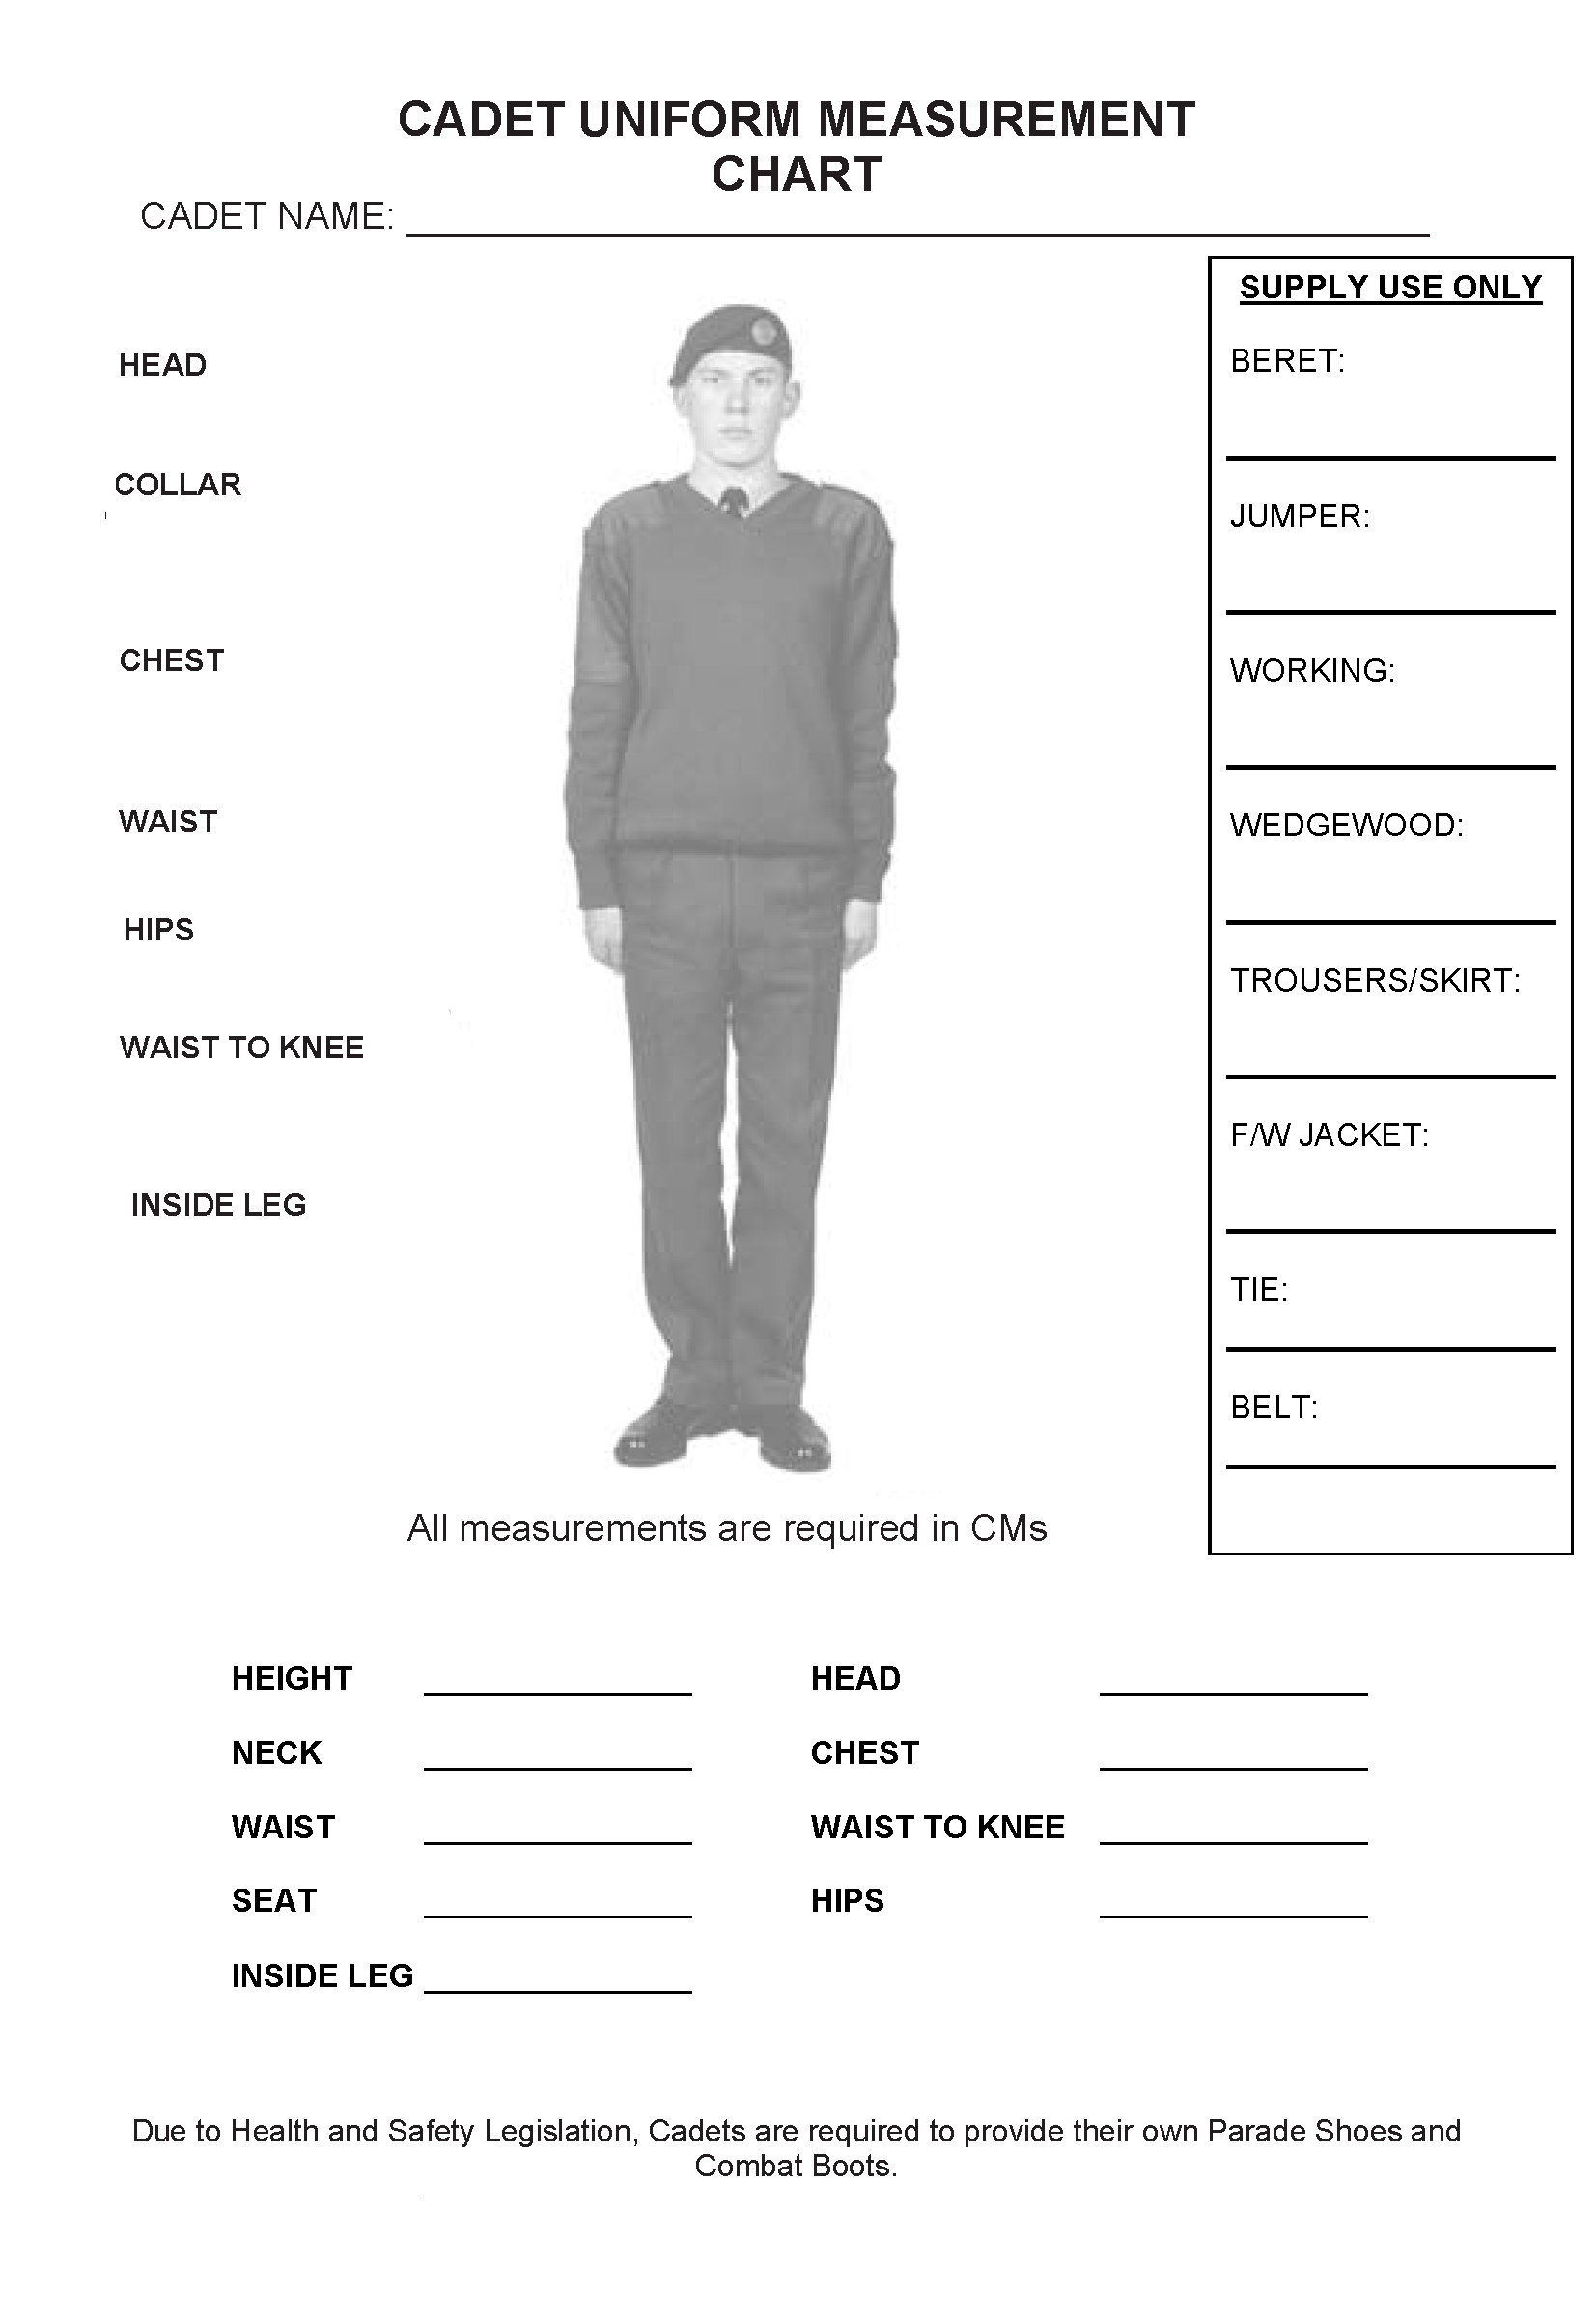 CADET UNIFORM MEASUREMENT
CHART
CADET NAME:
HEAD
COLLAR
CHEST
WAIST
HIPS
WAIST TO KNEE
INSIDE LEG
SUPPLY USE ONLY
BERET:
JUMPER:
WORKING:
WEDGEWOOD:
TROUSERS/SKIRT:
F/W JACKET:
TIE:
BELT:
All measurements are required in CMs
HEIGHT HEAD
NECK CHEST
WAIST WAIST TO KNEE
SEAT HIPS
INSIDE LEG
Due to Health and Safety Legislation, Cadets are required to provide their own Parade Shoes and
Combat Boots.